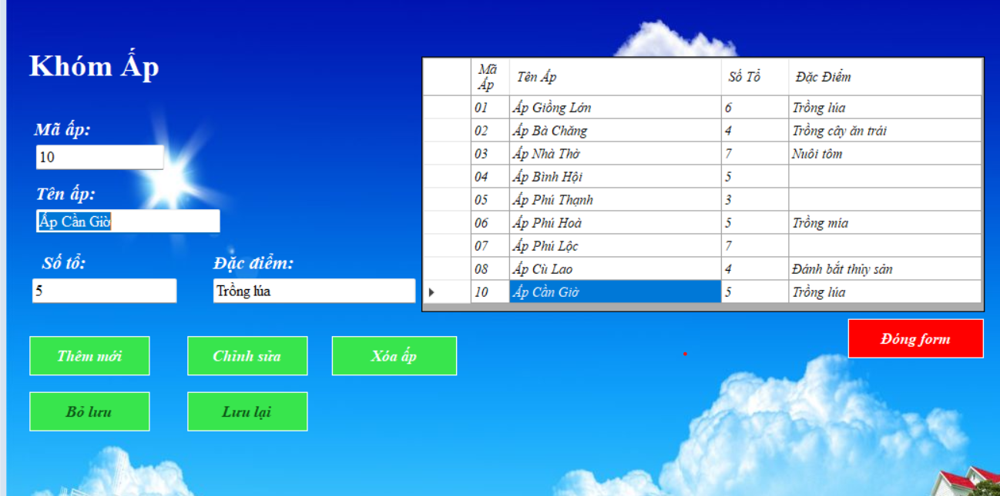 Khóm Ấp
Mã ấp:
10
Tên ấp:
Ấp Cần Giờ
Số tổ:
Đặc điểm:
5
Trồng lúa
Thêm mới
Chỉnh sửa
Xóa ấp
Bỏ lưu
Lưu lại
Mã Ấp Tên Ấp Số Tổ Đặc Điểm
01 Ấp Giồng Lớn 6 Trồng lúa
02 Ấp Bà Chăng 4 Trồng cây ăn trái
03 Ấp Nhà Thờ 7 Nuôi tôm
04 Ấp Bình Hội 5
05 Ấp Phú Thạnh 3
06 Ấp Phú Hoà 5 Trồng mía
07 Ấp Phú Lộc 7
08 Ấp Cù Lao 4 Đánh bắt thủy sản
10 Ấp Cần Giờ 5 Trồng lúa
Đóng form